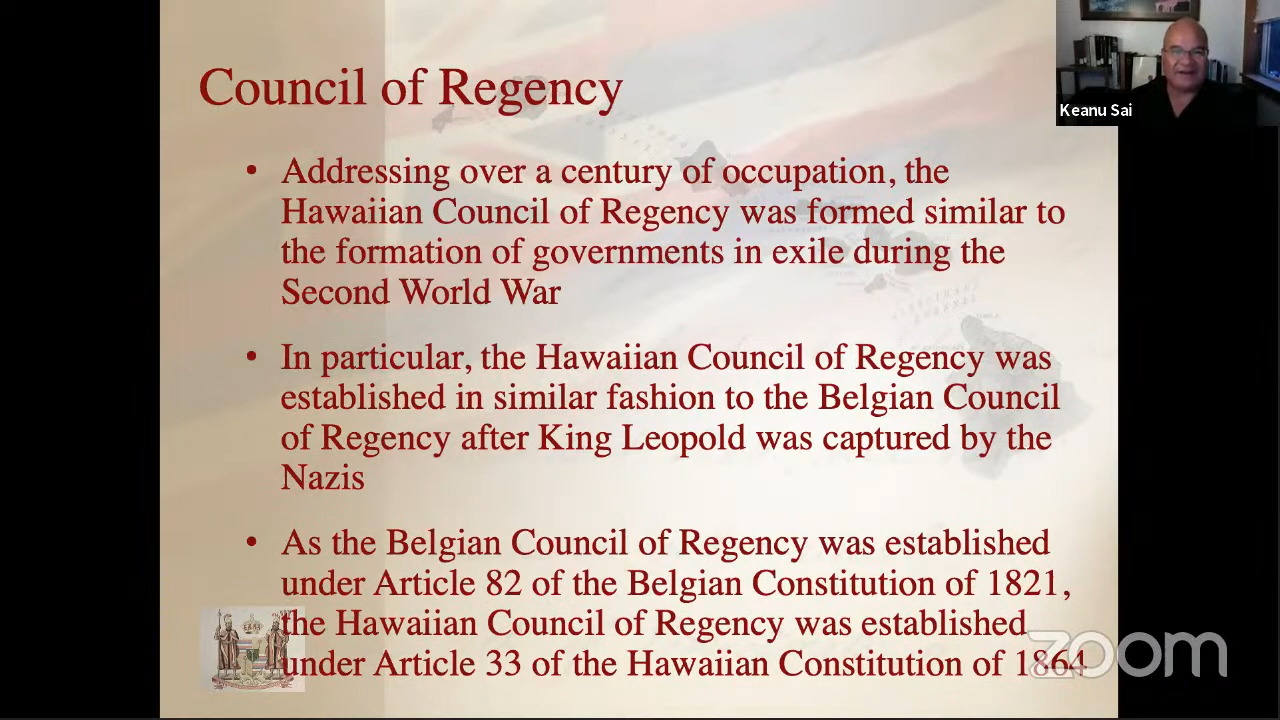 Council of Regency
Keanu Sai
• Addressing over a century of occupation, the
Hawaiian Council of Regency was formed similar to
the formation of governments in exile during the
Second World War
• In particular, the Hawaiian Council of Regency was
established in similar fashion to the Belgian Council
of Regency after King Leopold was captured by the
Nazis
• As the Belgian Council of Regency was established
under Article 82 of the Belgian Constitution of 1821,
the Hawaiian Council of Regency was established
under Article 33 of the Hawaiian Constitution of 1864
zoom